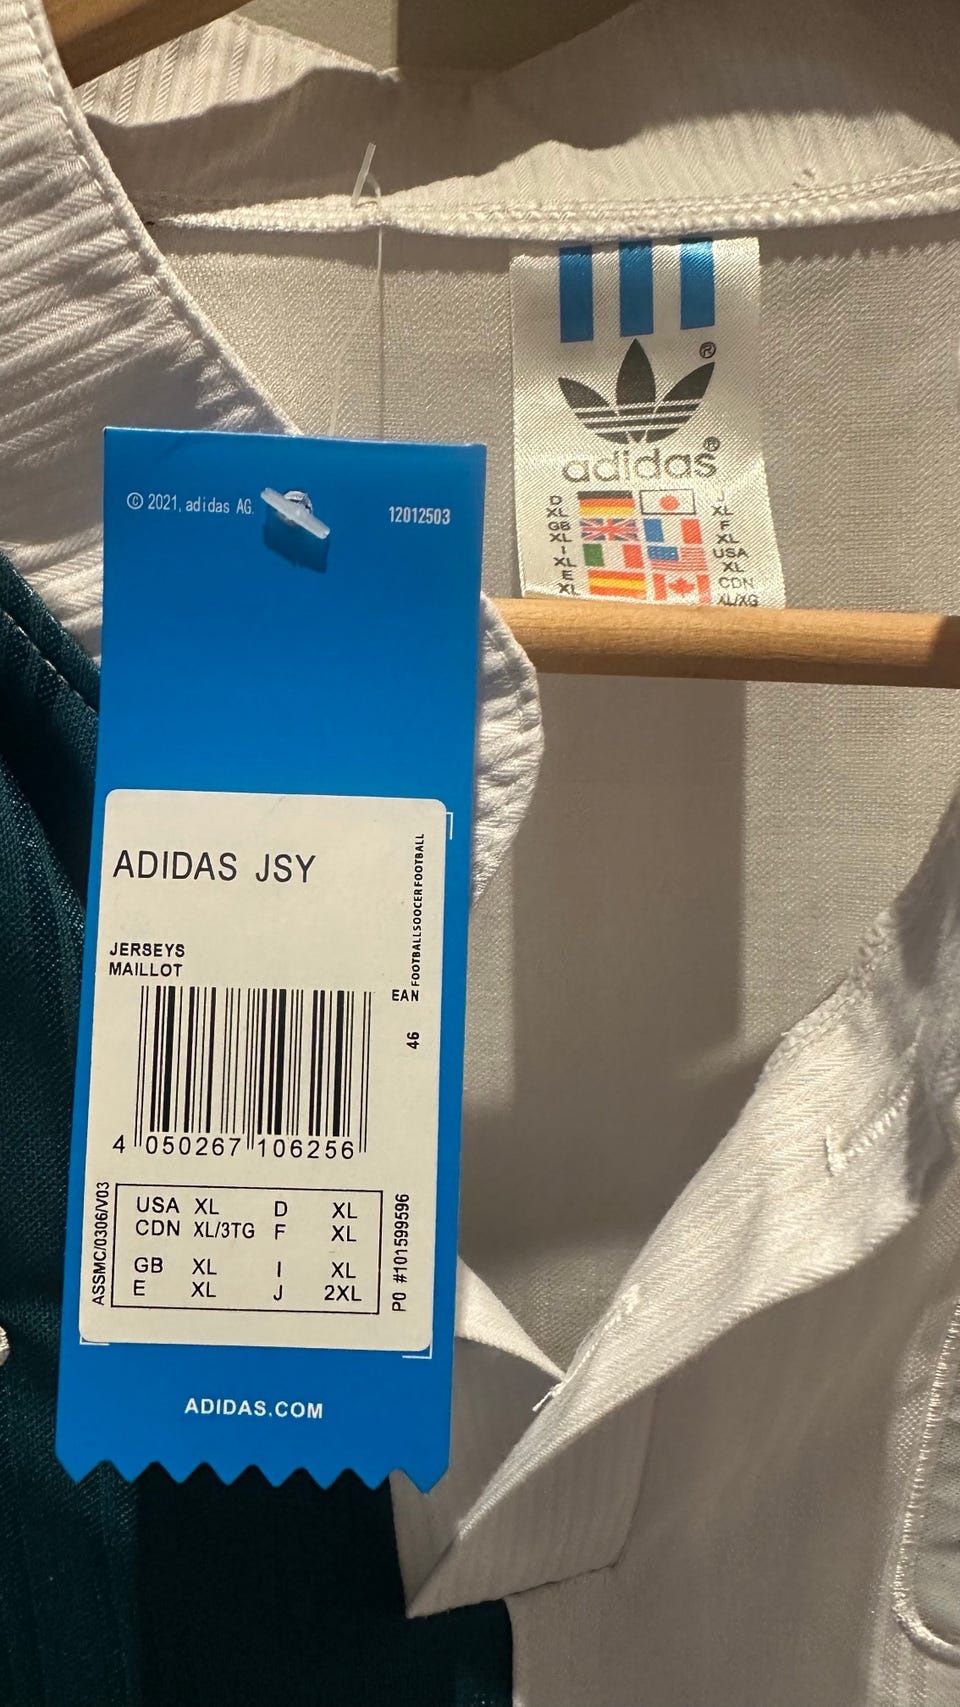 ®
adidas®
D XL
J XL
GB XL
F XL
I XL
USA XL
E XL
CDN XL/XG
© 2021, adidas AG.
12012503
ADIDAS JSY
FOOTBALLSOCCERFOOTBALL
JERSEYS
MAILLOT
EAN
46
4 050267 106256
ASSMC/0306/V03
USA XL D XL
CDN XL/3TG F XL
GB XL I XL
E XL J 2XL
PO #101599596
ADIDAS.COM